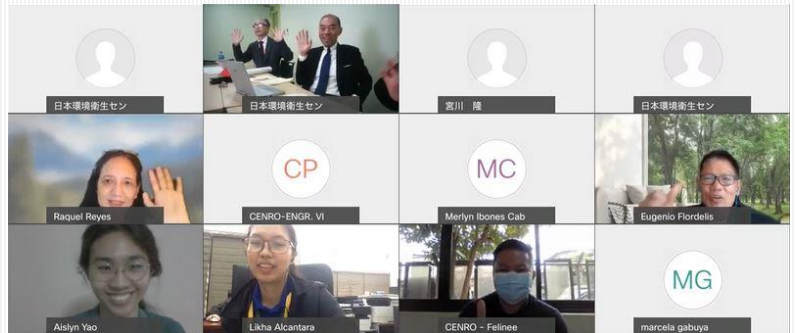 日本環境衛生セン
日本環境衛生セン
宮川 隆
日本環境衛生セン
Raquel Reyes
CP
CENRO-ENGR. VI
MC
Merlyn Ibones Cab
Eugenio Flordelis
Aislyn Yao
Likha Alcantara
CENRO - Felinee
MG
marcela gabuya